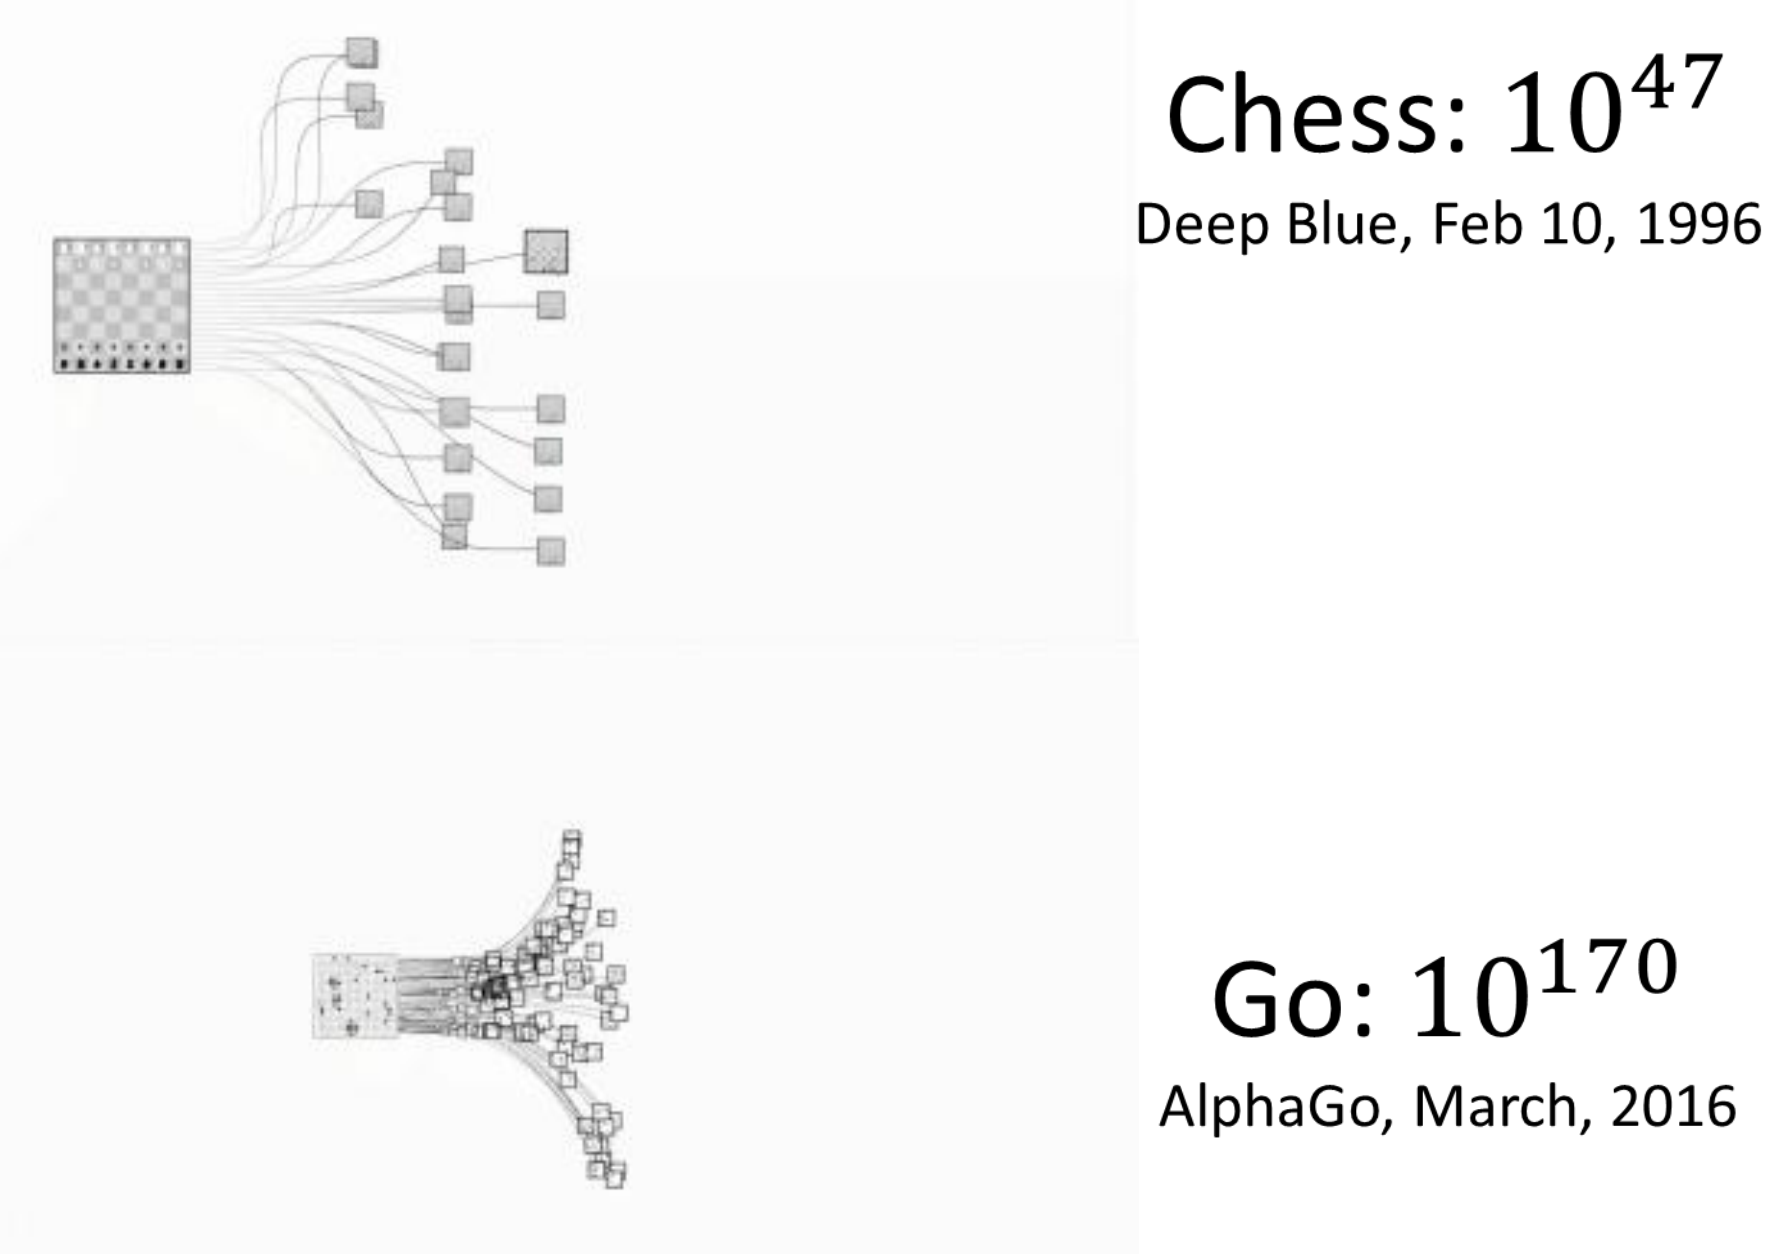 Chess: 10^47
Deep Blue, Feb 10, 1996
Go: 10^170
AlphaGo, March, 2016